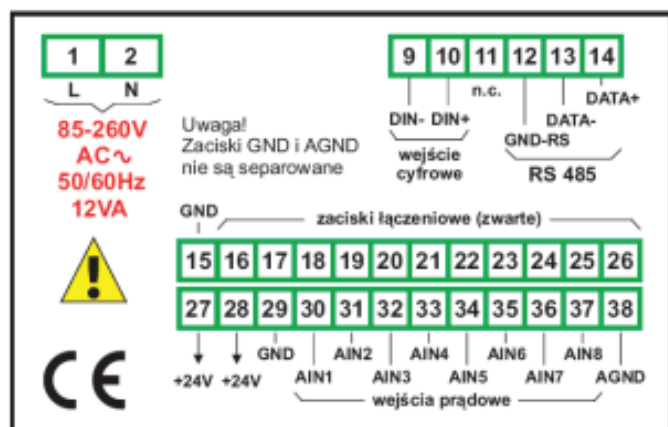 1 2
L N
85-260V
AC∿
50/60Hz
12VA
Uwaga!
Zaciski GND i AGND
nie są separowane
9 10 11 12 13 14
n.c.
DATA+
DIN- DIN+
DATA-
GND-RS
wejście
cyfrowe
RS 485
GND
zaciski łączeniowe (zwarte)
15 16 17 18 19 20 21 22 23 24 25 26
27 28 29 30 31 32 33 34 35 36 37 38
GND AIN2 AIN4 AIN6 AIN8
+24V +24V AIN1 AIN3 AIN5 AIN7 AGND
wejścia prądowe
CE